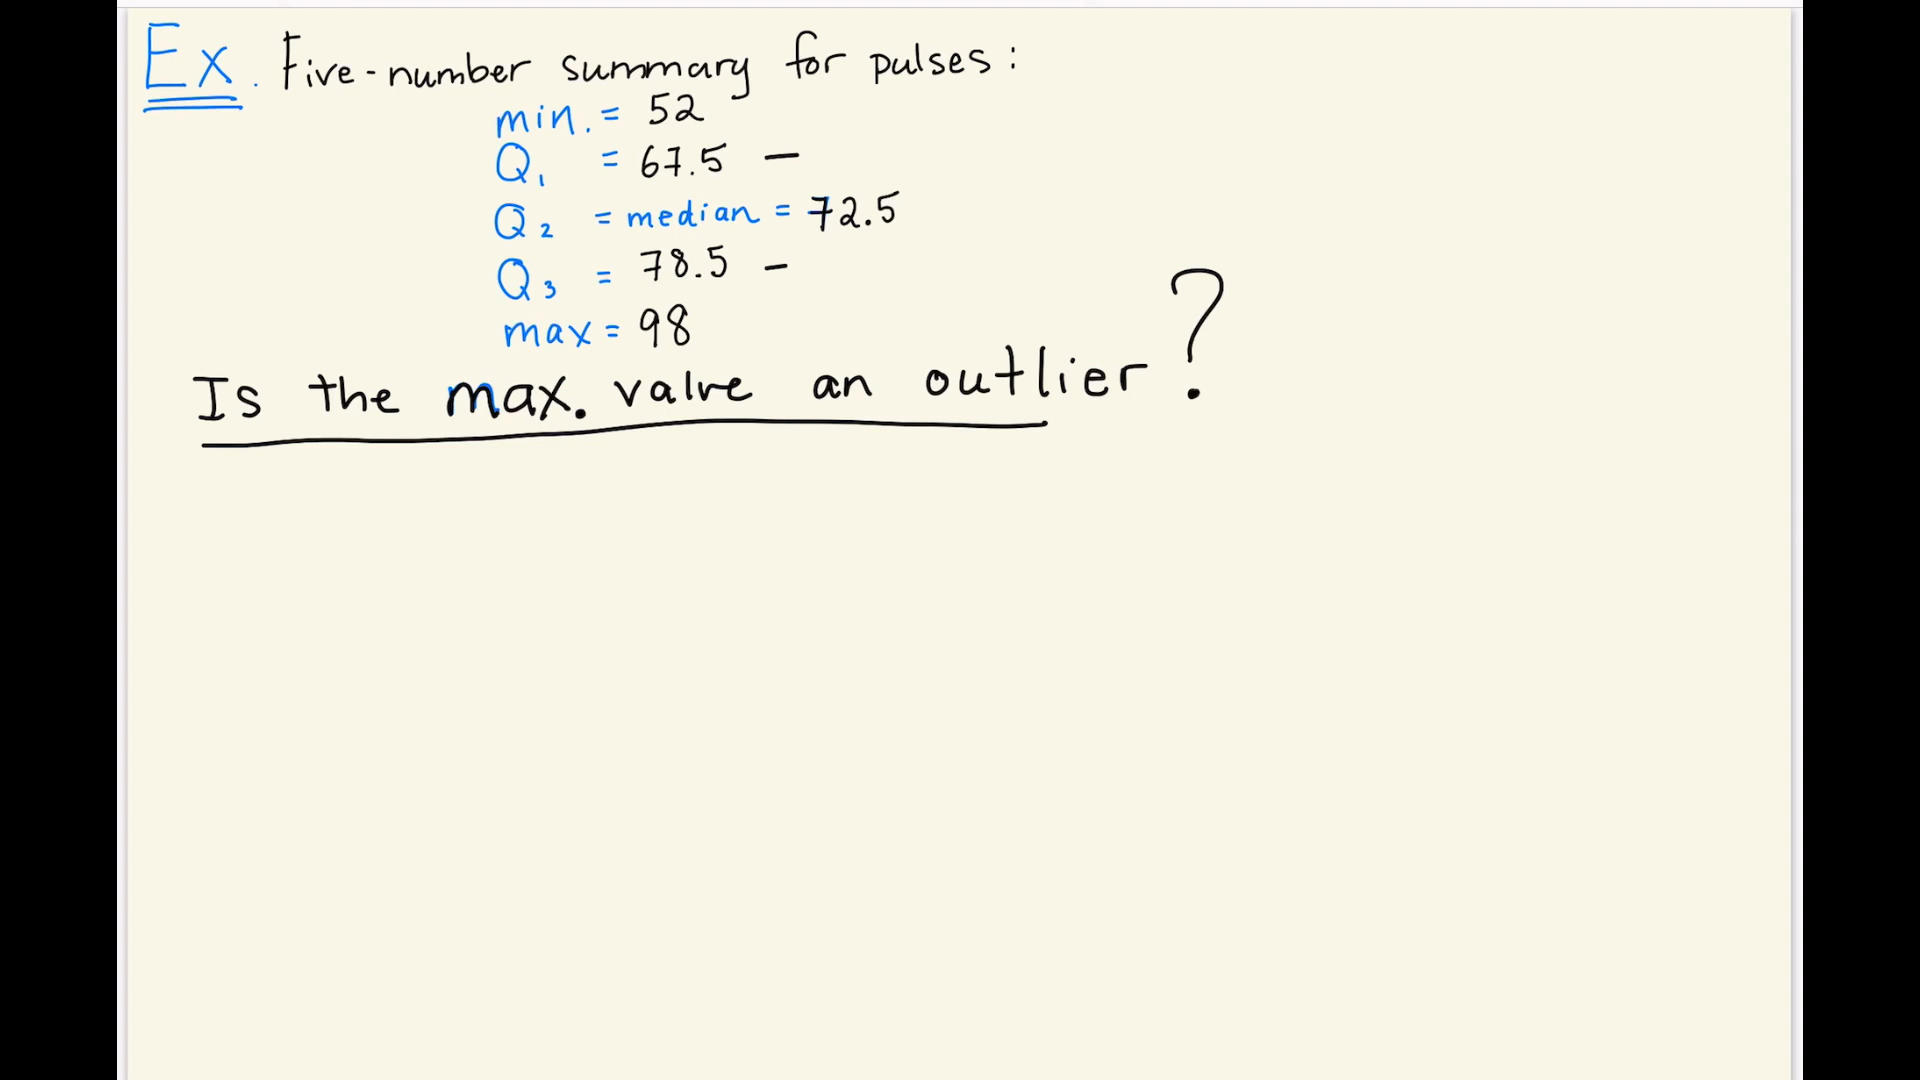 Ex. Five-number summary for pulses:
min. = 52
Q1 = 67.5 —
Q2 = median = 72.5
Q3 = 78.5 –
max = 98
Is the max. value an outlier?